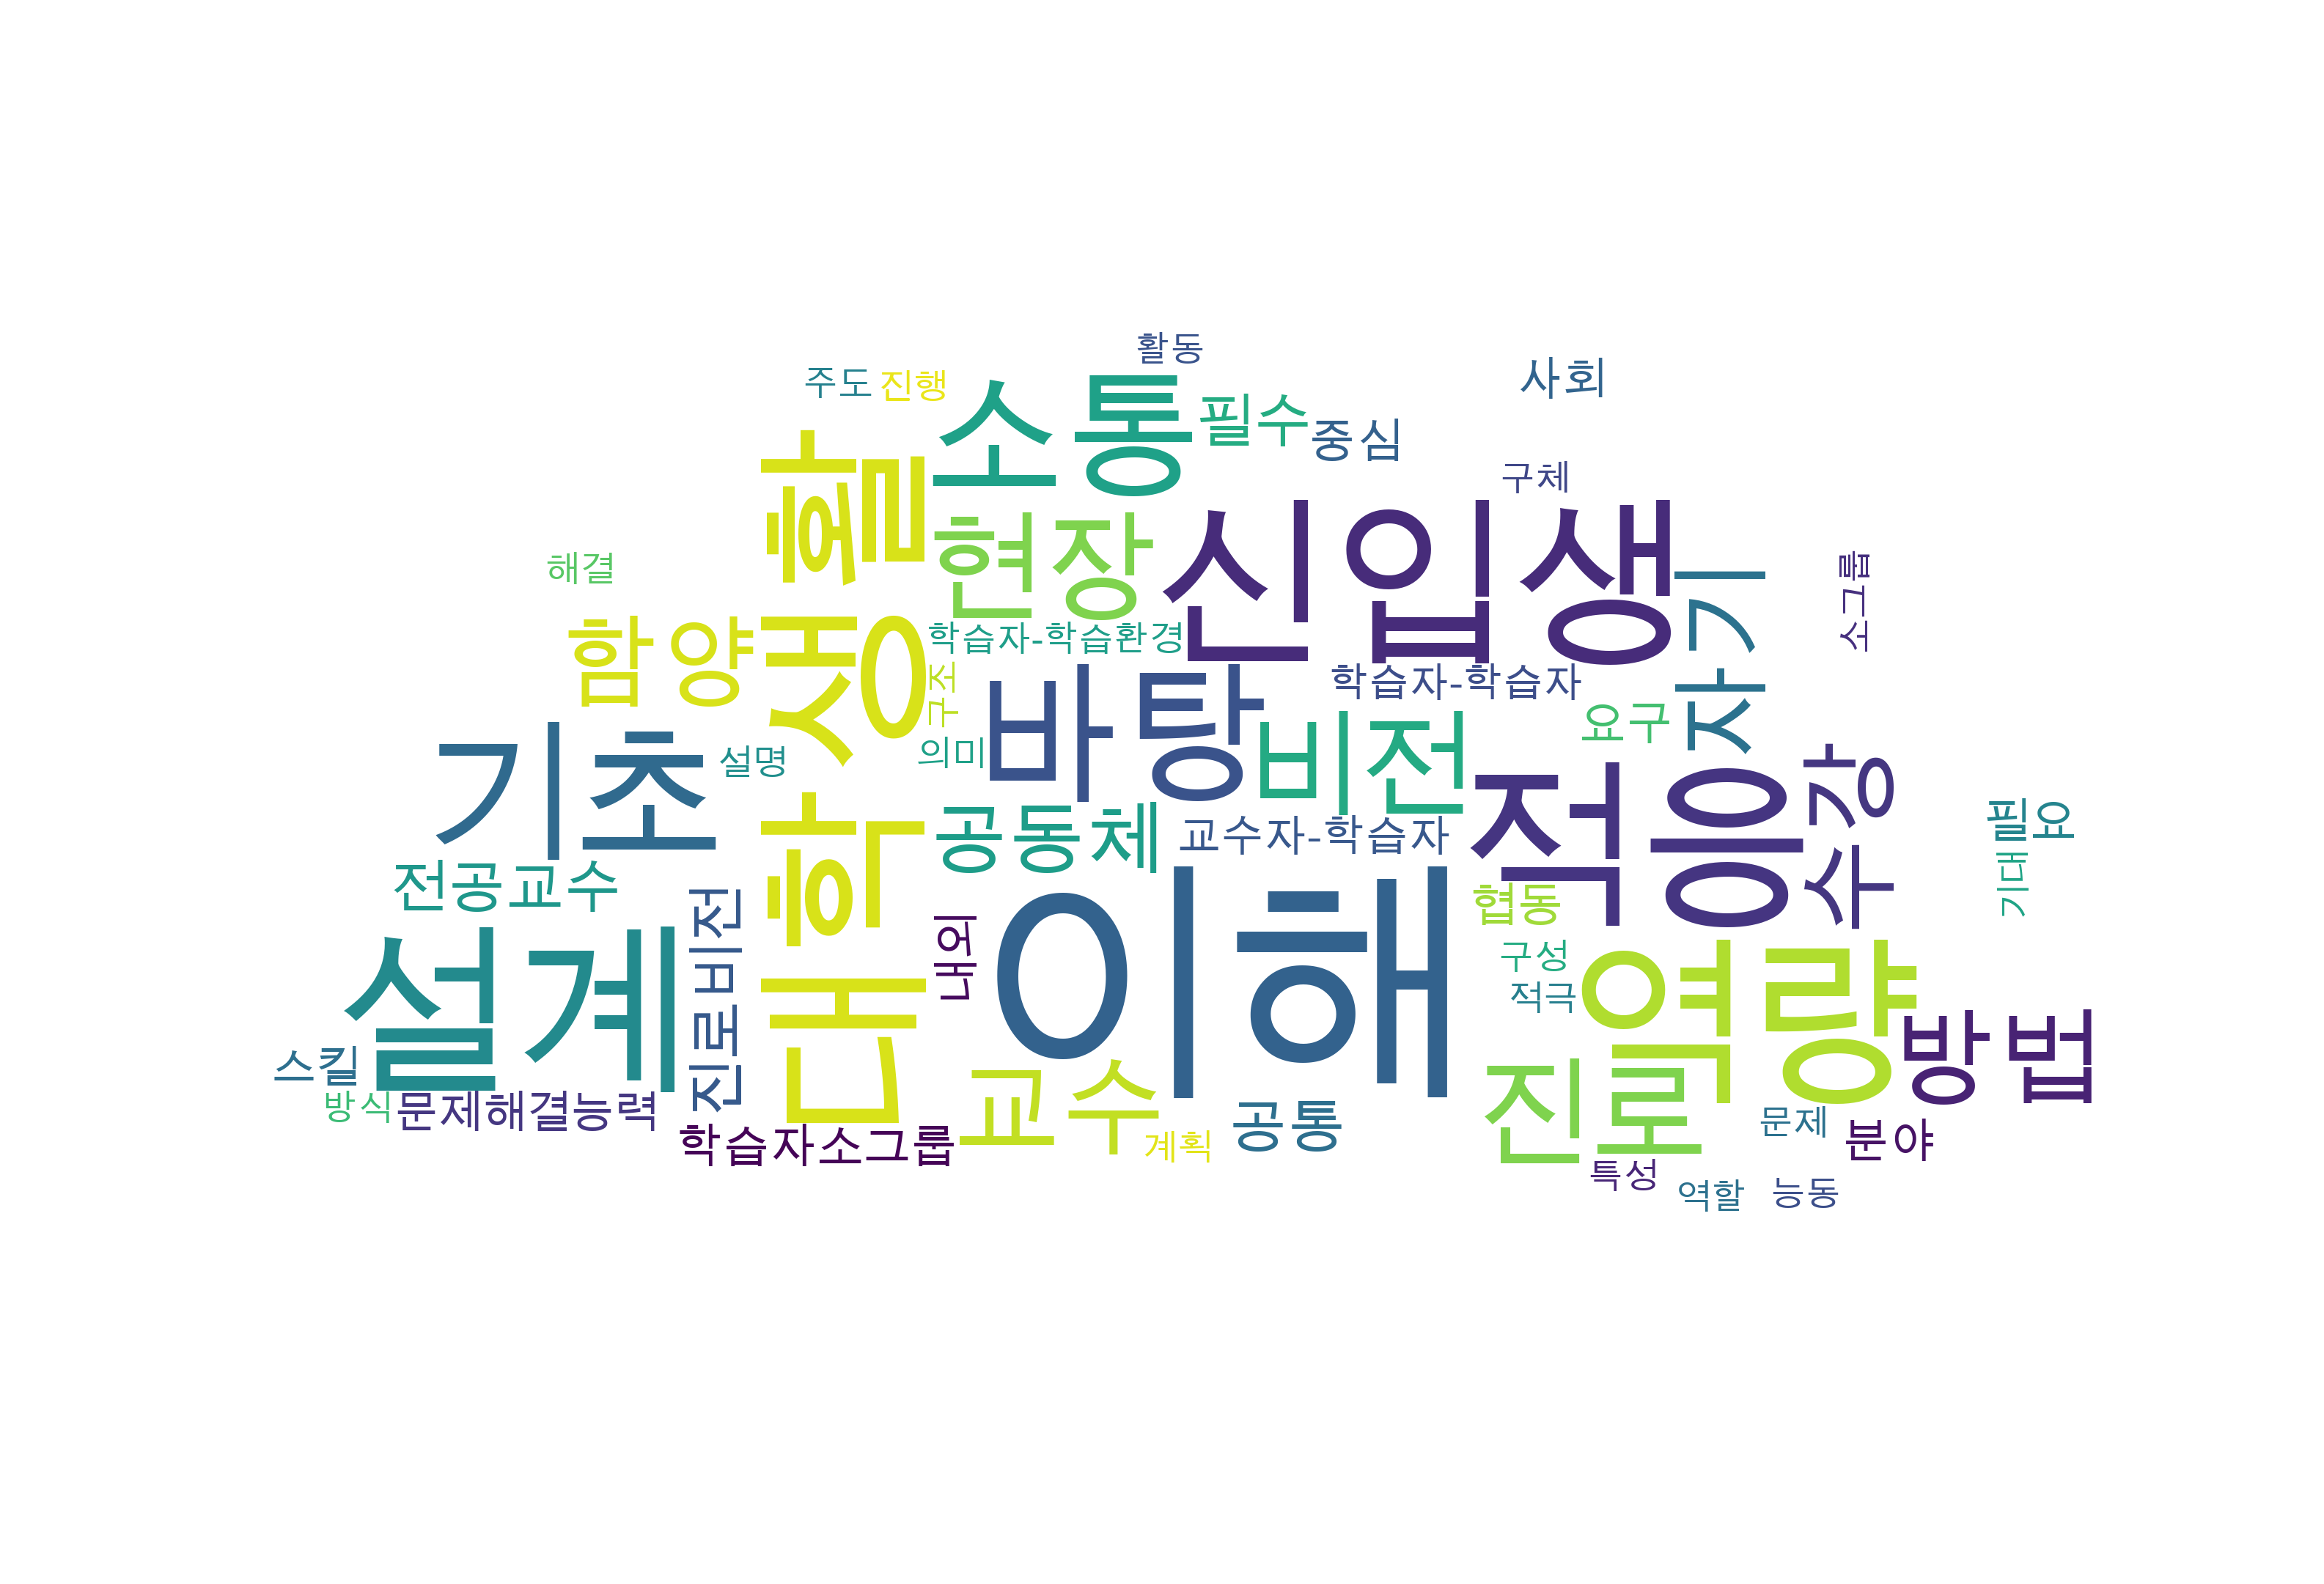 활동
주도
진행
소통
필수
중심
사회
구체
대학생활
현장
신입생
해결
함양
학습자-학습환경
구조
바탕
학습자-학습자
자기
소그룹
기초
설명
의미
비전
요구
적응
수강
공동체
교수자-학습자
필요
기대
전공교수
진로비전
내외
이해
협동
설계
구성
적극
역량
방법
스킬
방식
문제해결능력
학습자소그룹
교수
계획
공통
진로
문제
분야
특성
역할
능동